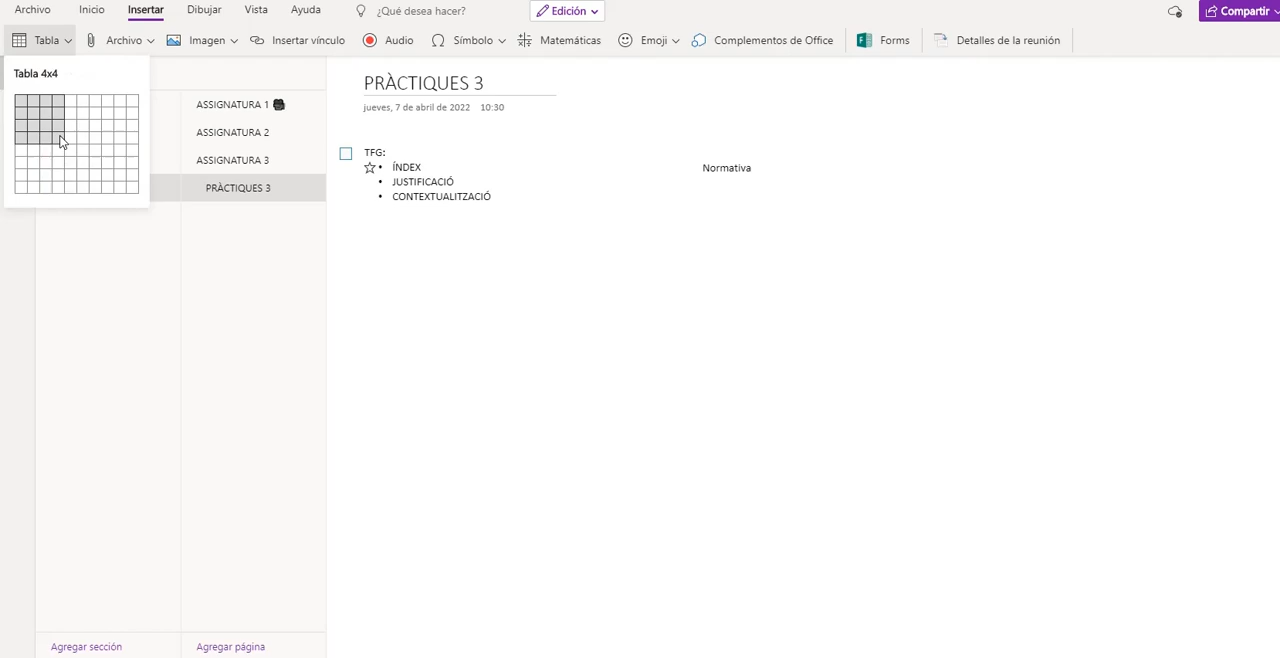 Archivo Inicio Insertar Dibujar Vista Ayuda ¿Qué desea hacer? Edición Compartir
Tabla Archivo Imagen Insertar vínculo Audio Símbolo Matemáticas Emoji Complementos de Office Forms Detalles de la reunión
Tabla 4x4
ASSIGNATURA 1
ASSIGNATURA 2
ASSIGNATURA 3
PRÀCTIQUES 3
PRÀCTIQUES 3
jueves, 7 de abril de 2022 10:30
TFG:
• ÍNDEX
• JUSTIFICACIÓ
• CONTEXTUALITZACIÓ
Normativa
Agregar sección Agregar página